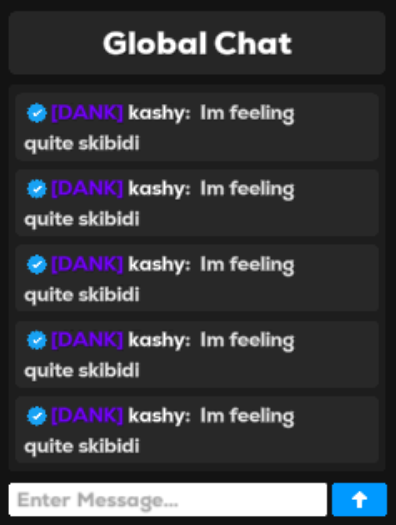 Global Chat
[DANK] kashy: Im feeling
quite skibidi
[DANK] kashy: Im feeling
quite skibidi
[DANK] kashy: Im feeling
quite skibidi
[DANK] kashy: Im feeling
quite skibidi
[DANK] kashy: Im feeling
quite skibidi
Enter Message...